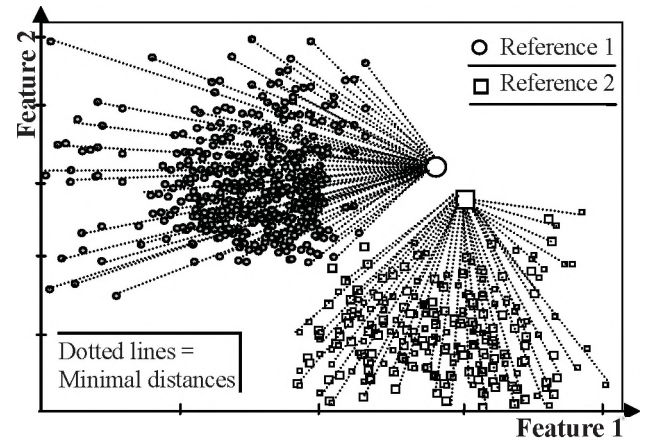 Feature 2
Reference 1
Reference 2
Dotted lines =
Minimal distances
Feature 1